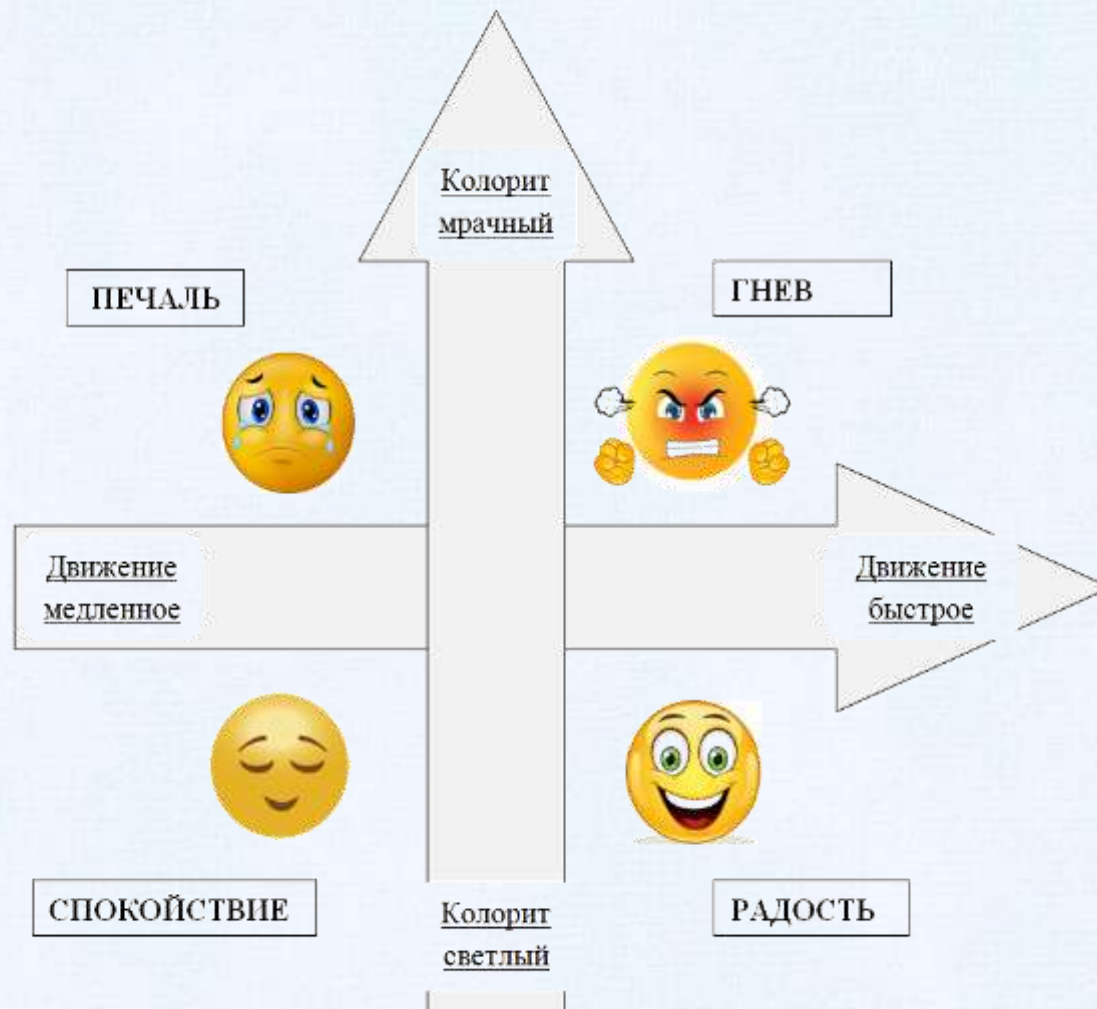 Колорит
мрачный
ПЕЧАЛЬ
ГНЕВ
Движение
медленное
Движение
быстрое
СПОКОЙСТВИЕ
Колорит
светлый
РАДОСТЬ